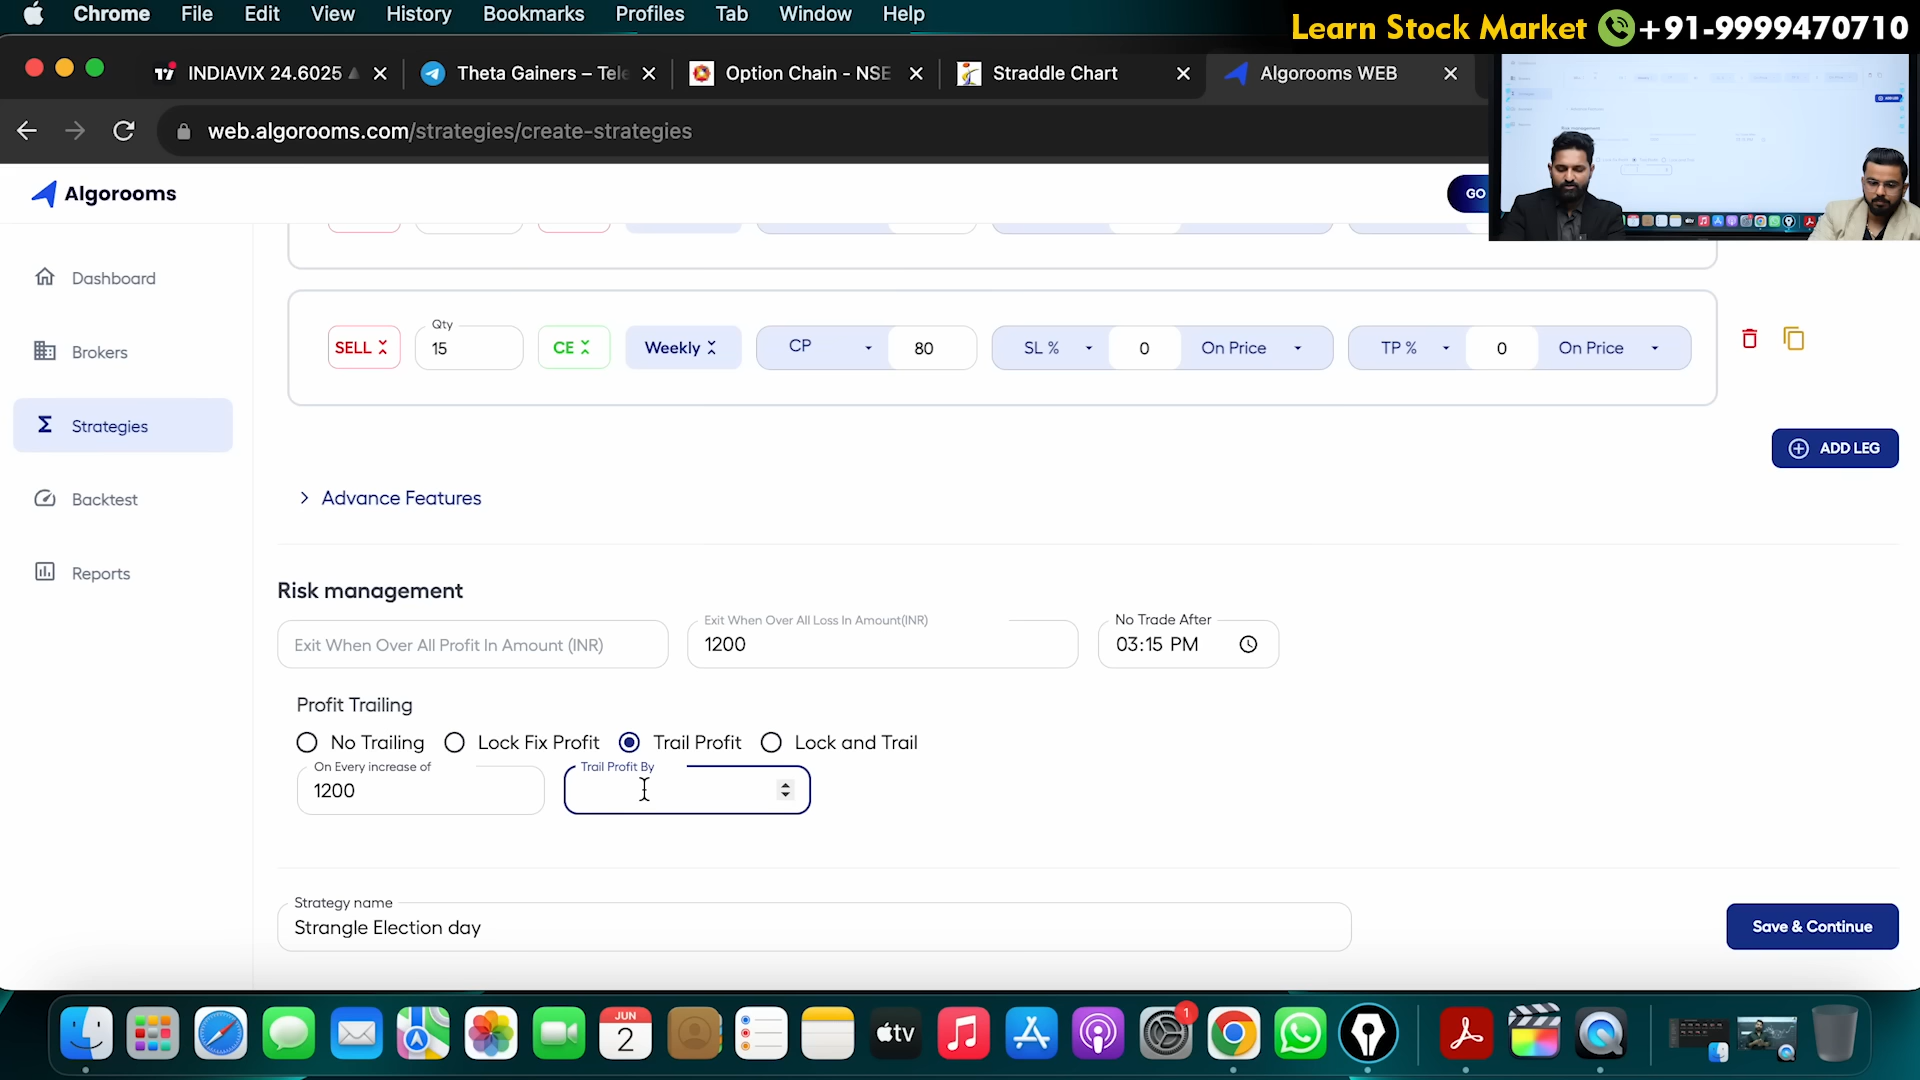 Chrome File Edit View History Bookmarks Profiles Tab Window Help
Learn Stock Market +91-9999470710
INDIAVIX 24.6025
Theta Gainers – Tele
Option Chain - NSE
Straddle Chart
Algorooms WEB
web.algorooms.com/strategies/create-strategies
Algorooms
GO
Dashboard
Brokers
Strategies
Backtest
Reports
Qty
SELL 15 CE Weekly CP 80 SL % 0 On Price TP % 0 On Price
ADD LEG
Advance Features
Risk management
Exit When Over All Profit In Amount (INR)
Exit When Over All Loss In Amount(INR)
1200
No Trade After
03:15 PM
Profit Trailing
No Trailing Lock Fix Profit Trail Profit Lock and Trail
On Every increase of
1200
Trail Profit By
Strategy name
Strangle Election day
Save & Continue
JUN
2
tv
1